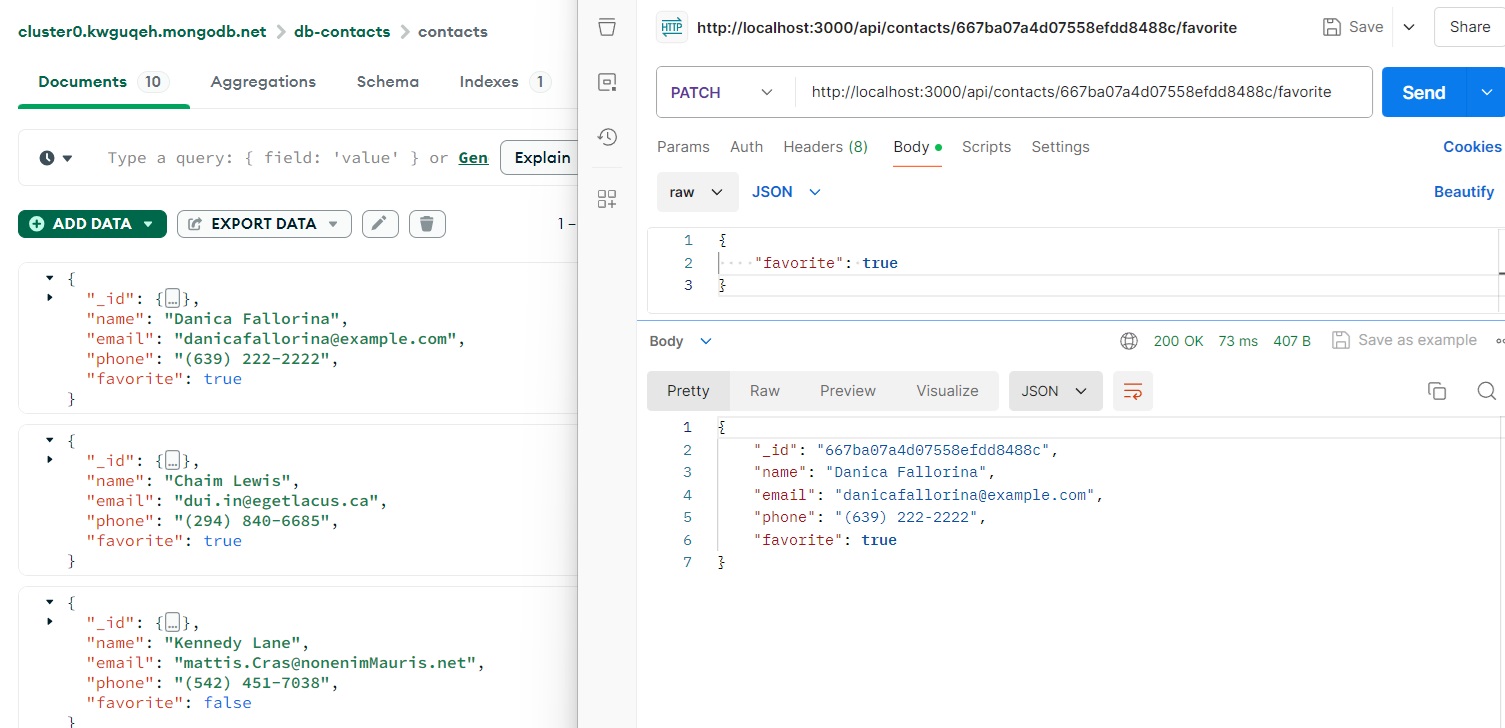 cluster0.kwguqeh.mongodb.net > db-contacts > contacts
Documents 10 Aggregations Schema Indexes 1
Type a query: { field: 'value' } or Gen Explain
ADD DATA EXPORT DATA 1 –
{
"_id": {…},
"name": "Danica Fallorina",
"email": "danicafallorina@example.com",
"phone": "(639) 222-2222",
"favorite": true
}
{
"_id": {…},
"name": "Chaim Lewis",
"email": "dui.in@egetlacus.ca",
"phone": "(294) 840-6685",
"favorite": true
}
{
"_id": {…},
"name": "Kennedy Lane",
"email": "mattis.Cras@nonenimMauris.net",
"phone": "(542) 451-7038",
"favorite": false
}
HTTP http://localhost:3000/api/contacts/667ba07a4d07558efdd8488c/favorite Save Share
PATCH http://localhost:3000/api/contacts/667ba07a4d07558efdd8488c/favorite Send
Params Auth Headers (8) Body Scripts Settings Cookies
raw JSON Beautify
1 {
2 "favorite": true
3 }
Body 200 OK 73 ms 407 B Save as example
Pretty Raw Preview Visualize JSON
1 {
2 "_id": "667ba07a4d07558efdd8488c",
3 "name": "Danica Fallorina",
4 "email": "danicafallorina@example.com",
5 "phone": "(639) 222-2222",
6 "favorite": true
7 }